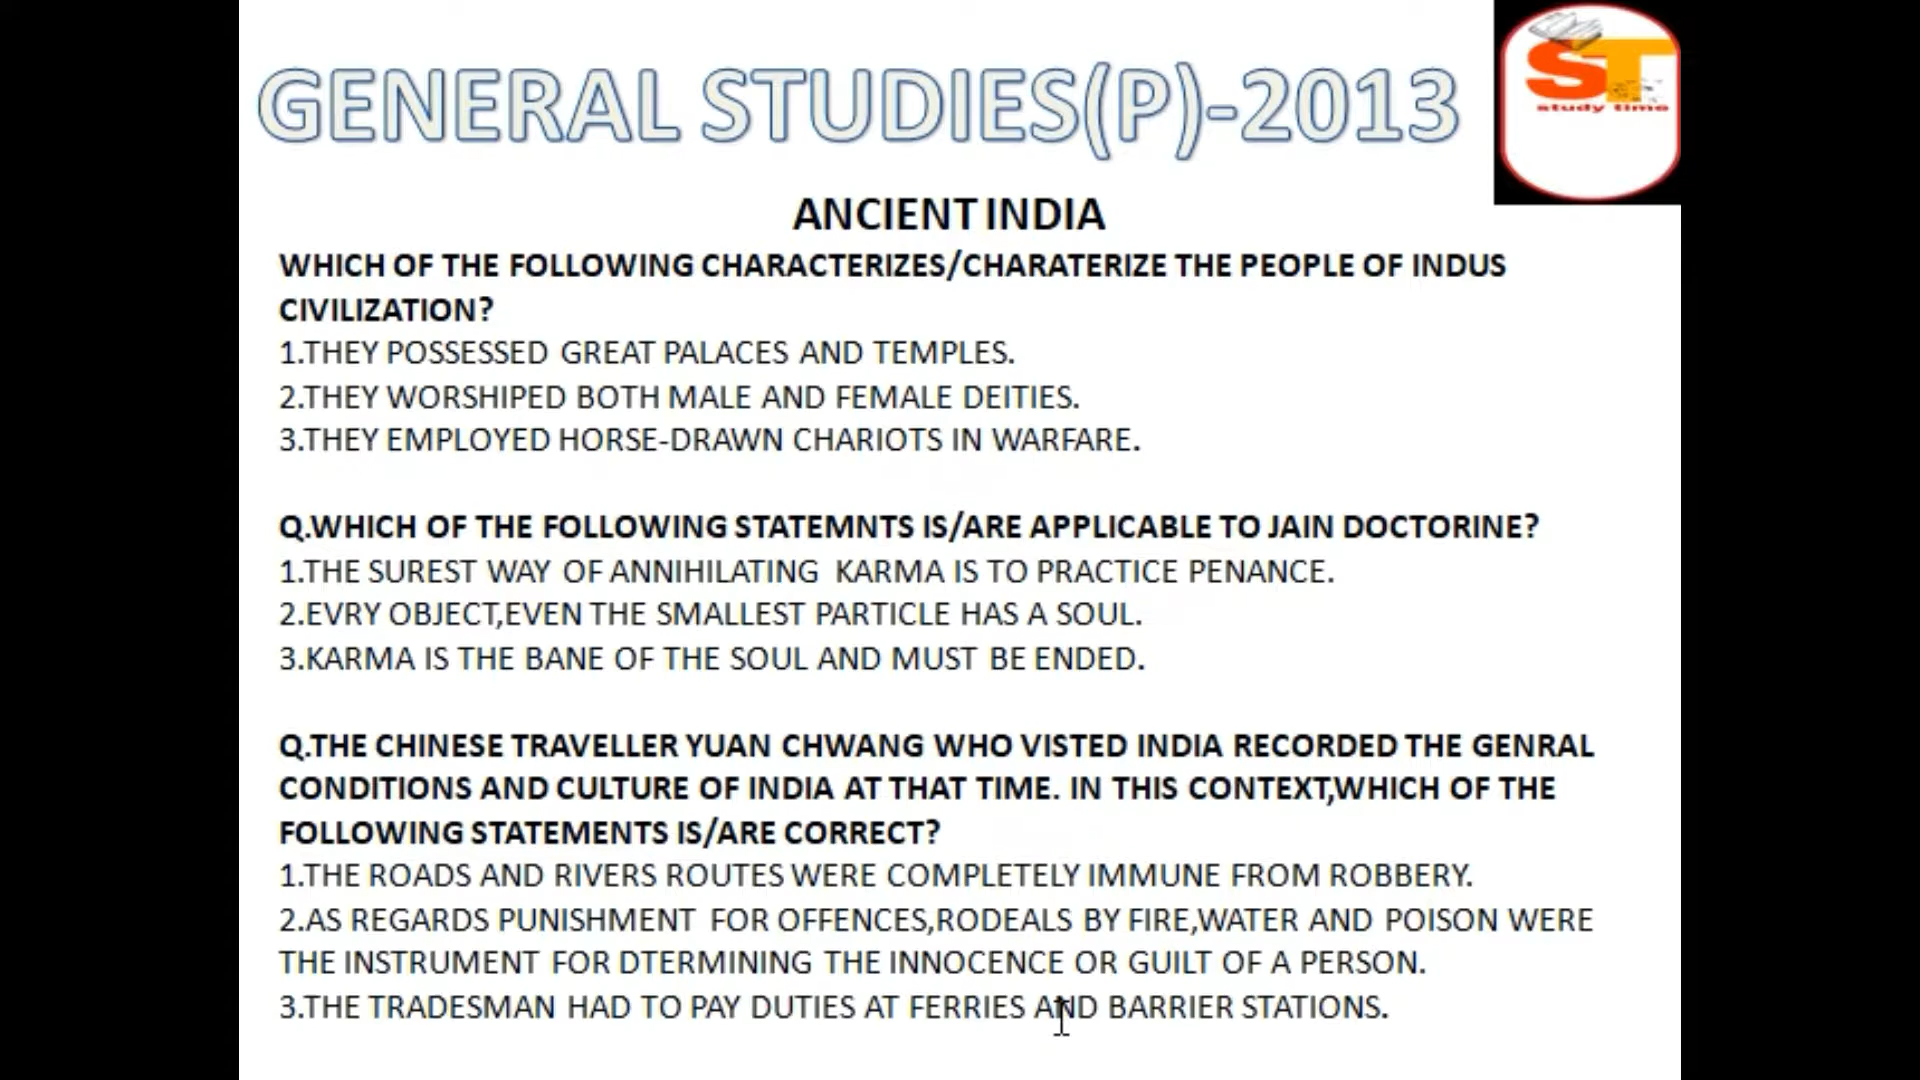 GENERAL STUDIES(P)-2013
ST
study time
ANCIENT INDIA
WHICH OF THE FOLLOWING CHARACTERIZES/CHARATERIZE THE PEOPLE OF INDUS
CIVILIZATION?
1.THEY POSSESSED GREAT PALACES AND TEMPLES.
2.THEY WORSHIPED BOTH MALE AND FEMALE DEITIES.
3.THEY EMPLOYED HORSE-DRAWN CHARIOTS IN WARFARE.
Q.WHICH OF THE FOLLOWING STATEMNTS IS/ARE APPLICABLE TO JAIN DOCTORINE?
1.THE SUREST WAY OF ANNIHILATING KARMA IS TO PRACTICE PENANCE.
2.EVRY OBJECT,EVEN THE SMALLEST PARTICLE HAS A SOUL.
3.KARMA IS THE BANE OF THE SOUL AND MUST BE ENDED.
Q.THE CHINESE TRAVELLER YUAN CHWANG WHO VISTED INDIA RECORDED THE GENRAL
CONDITIONS AND CULTURE OF INDIA AT THAT TIME. IN THIS CONTEXT,WHICH OF THE
FOLLOWING STATEMENTS IS/ARE CORRECT?
1.THE ROADS AND RIVERS ROUTES WERE COMPLETELY IMMUNE FROM ROBBERY.
2.AS REGARDS PUNISHMENT FOR OFFENCES,RODEALS BY FIRE,WATER AND POISON WERE
THE INSTRUMENT FOR DTERMINING THE INNOCENCE OR GUILT OF A PERSON.
3.THE TRADESMAN HAD TO PAY DUTIES AT FERRIES AND BARRIER STATIONS.